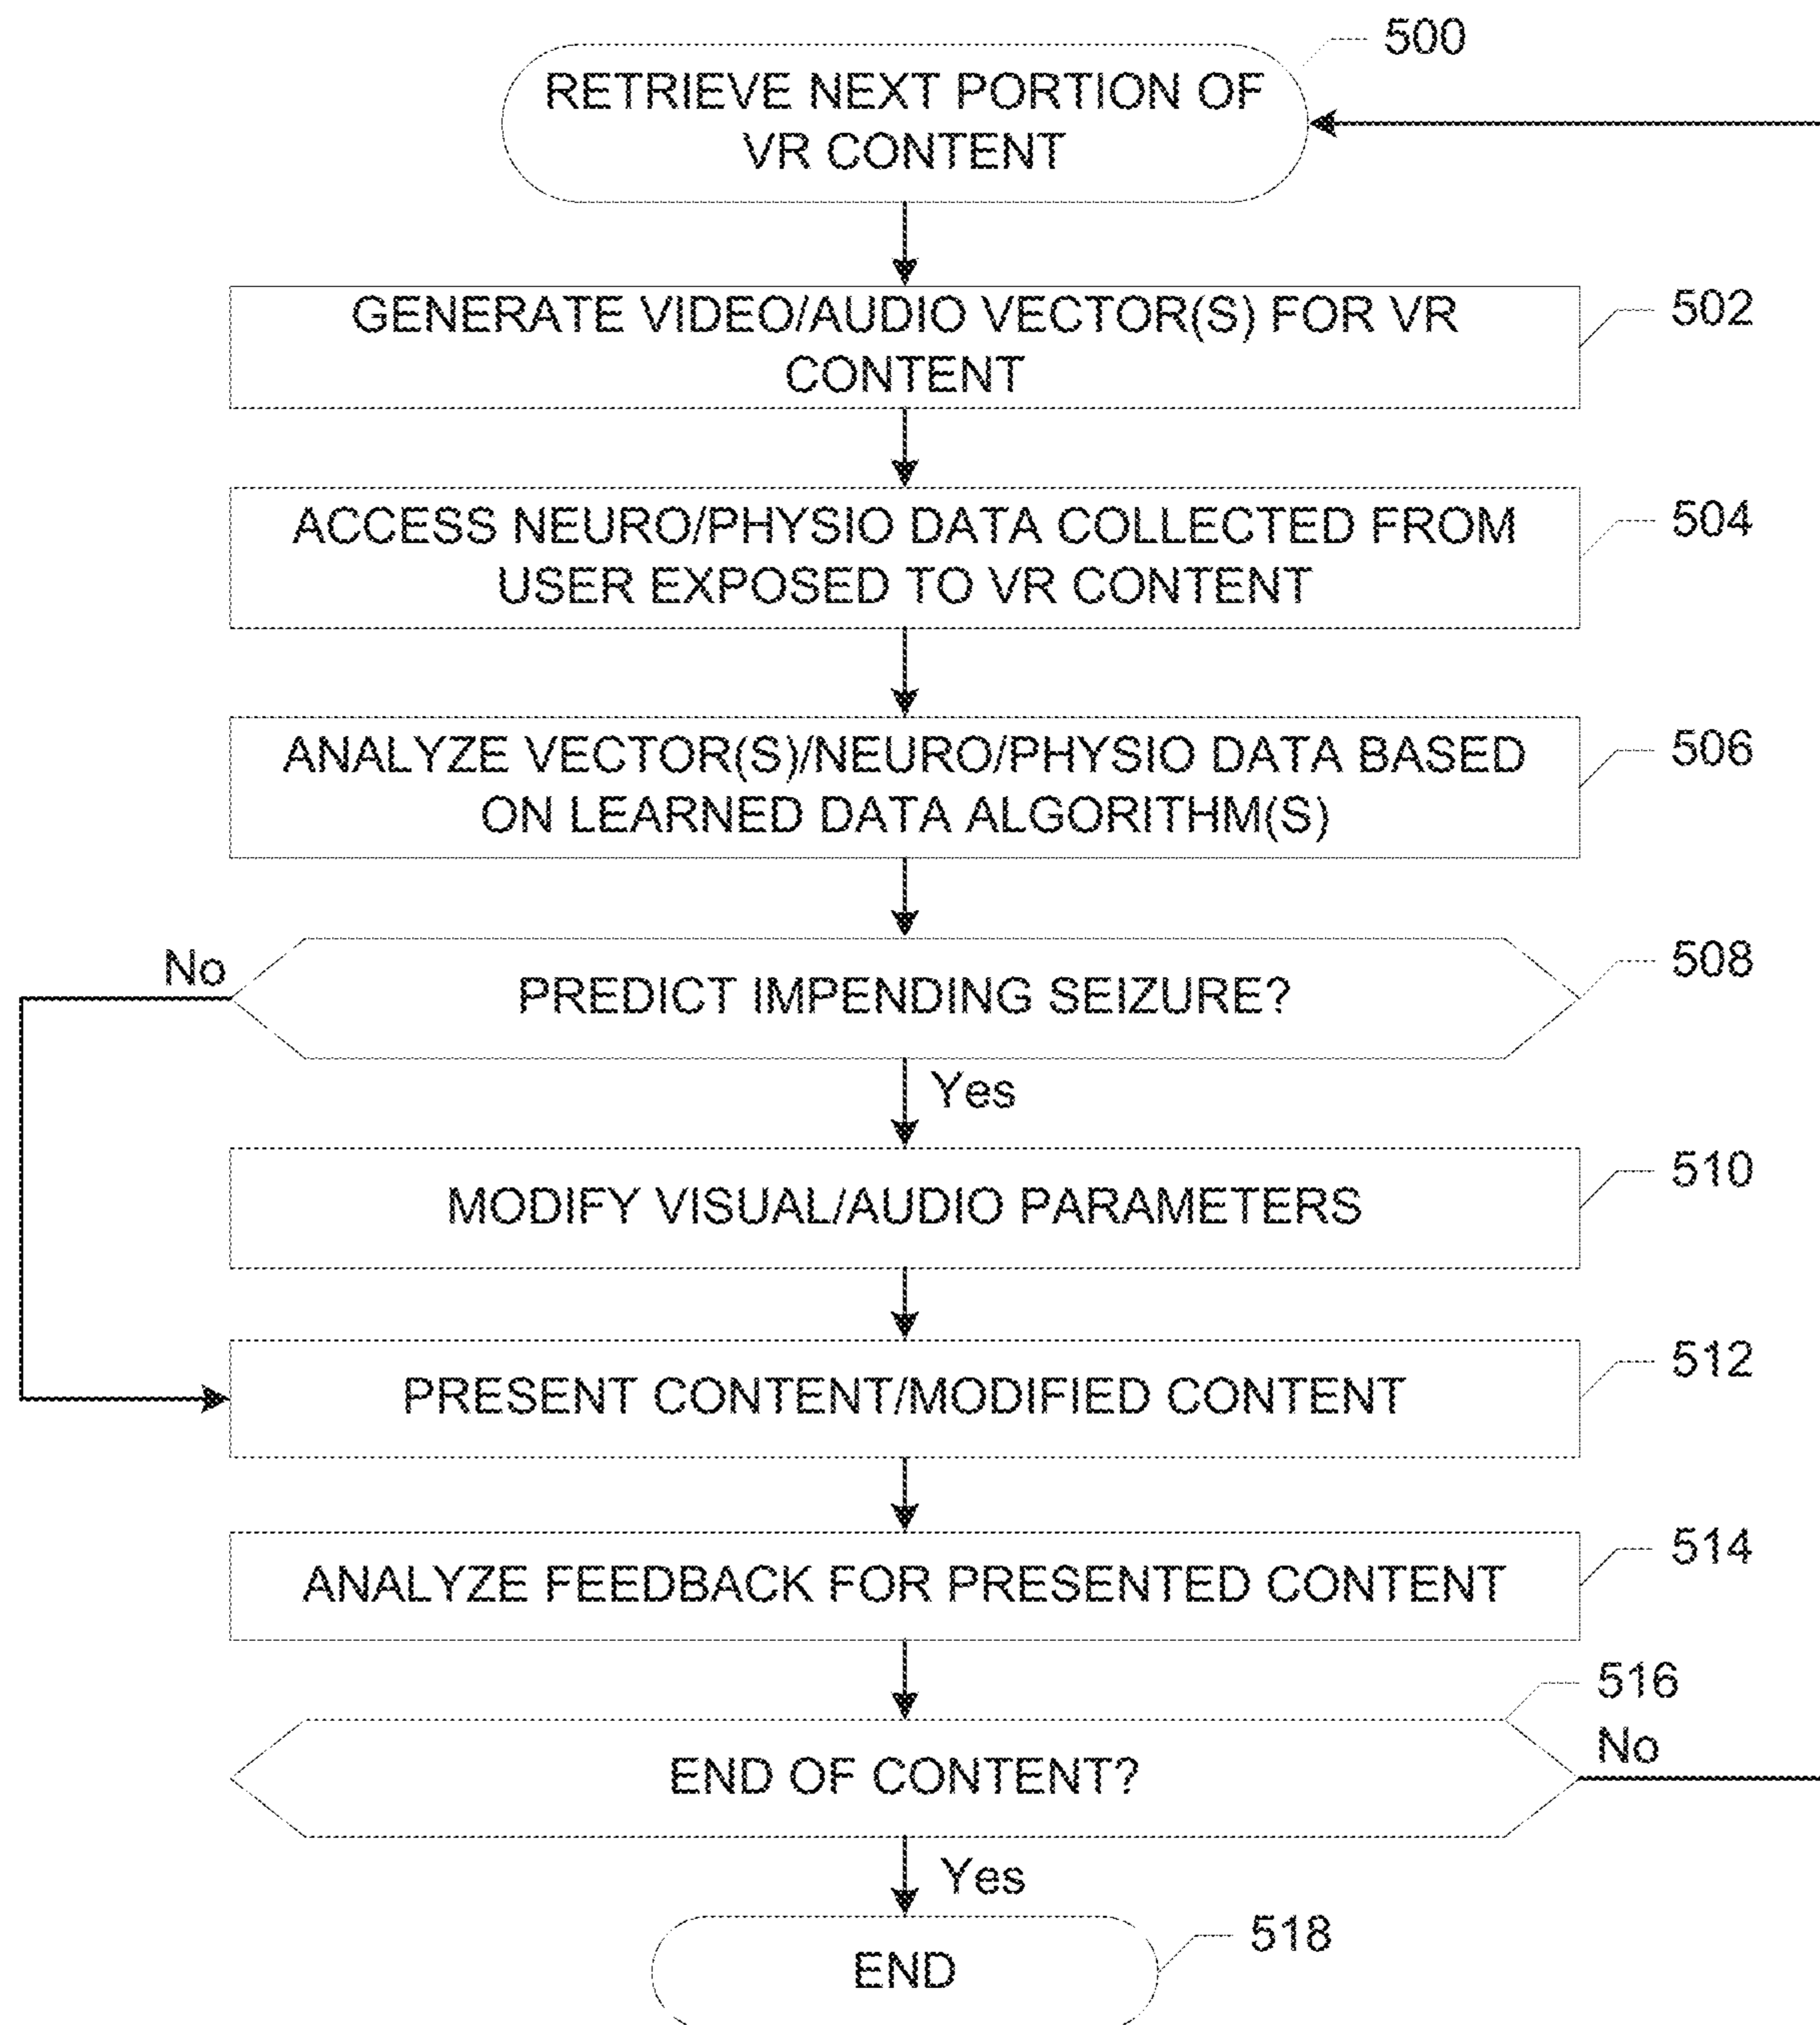 500
RETRIEVE NEXT PORTION OF
VR CONTENT
502
GENERATE VIDEO/AUDIO VECTOR(S) FOR VR
CONTENT
504
ACCESS NEURO/PHYSIO DATA COLLECTED FROM
USER EXPOSED TO VR CONTENT
506
ANALYZE VECTOR(S)/NEURO/PHYSIO DATA BASED
ON LEARNED DATA ALGORITHM(S)
508
No
PREDICT IMPENDING SEIZURE?
Yes
510
MODIFY VISUAL/AUDIO PARAMETERS
512
PRESENT CONTENT/MODIFIED CONTENT
514
ANALYZE FEEDBACK FOR PRESENTED CONTENT
516
No
END OF CONTENT?
Yes
518
END